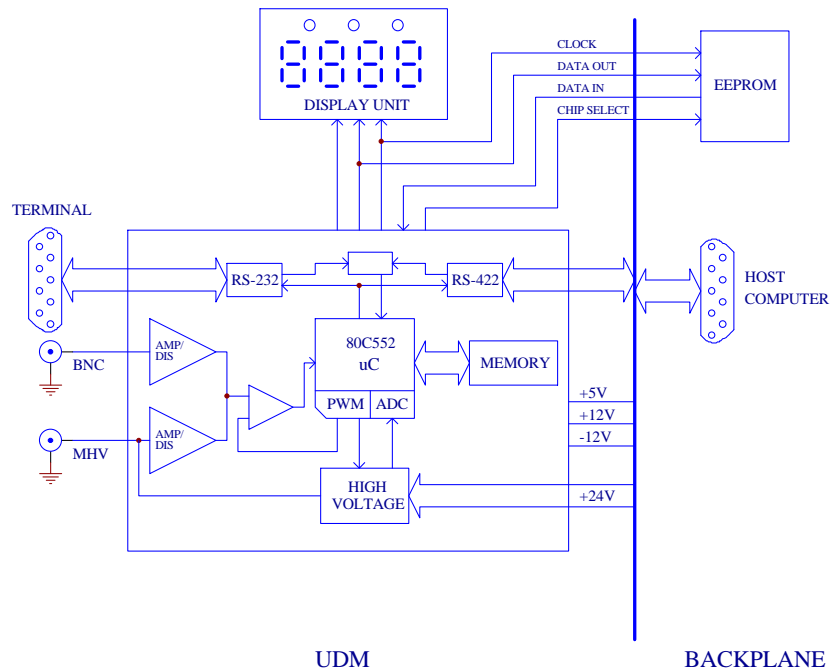 CLOCK
DATA OUT
DATA IN
CHIP SELECT
EEPROM
DISPLAY UNIT
TERMINAL
RS-232
RS-422
HOST
COMPUTER
AMP/
DIS
BNC
80C552
uC
MEMORY
PWM
ADC
AMP/
DIS
MHV
HIGH
VOLTAGE
+5V
+12V
-12V
+24V
UDM
BACKPLANE